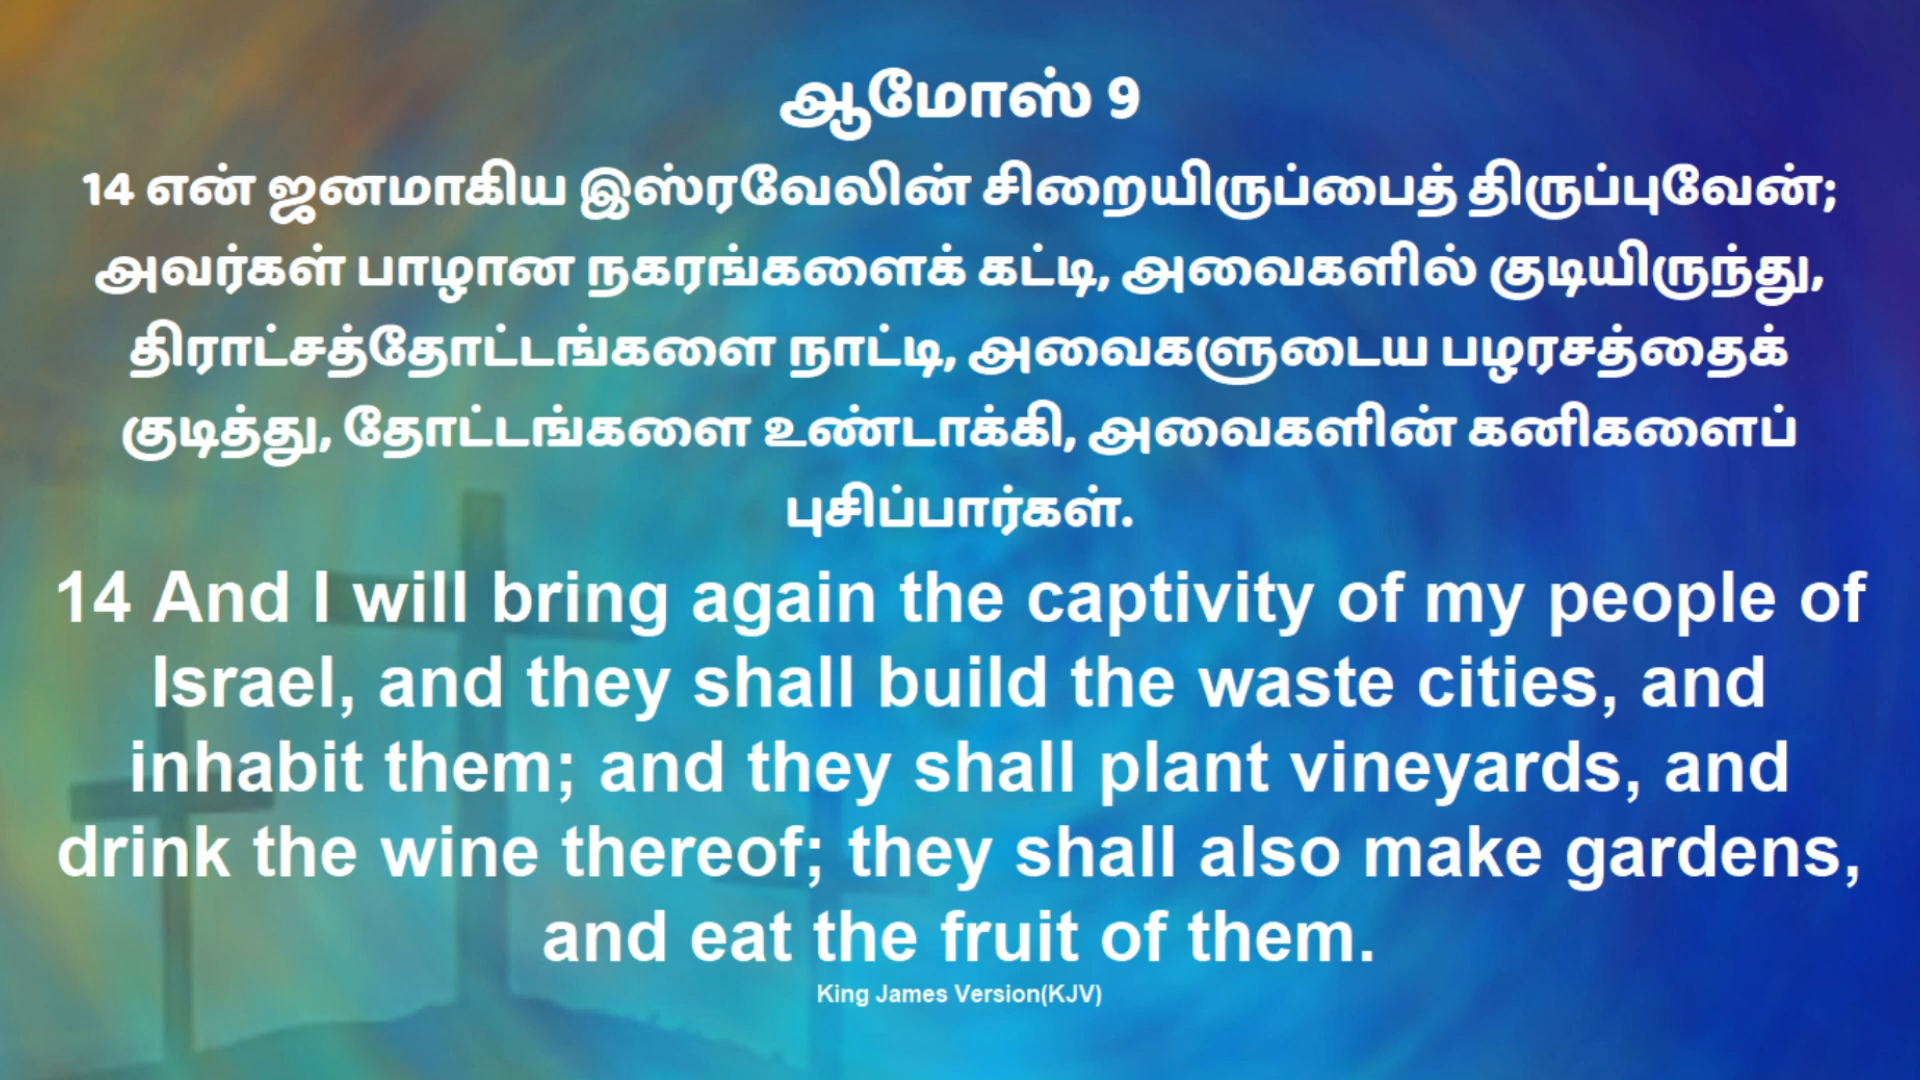 ஆமோஸ் 9
14 என் ஜனமாகிய இஸ்ரவேலின் சிறையிருப்பைத் திருப்புவேன்;
அவர்கள் பாழான நகரங்களைக் கட்டி, அவைகளில் குடியிருந்து,
திராட்சத்தோட்டங்களை நாட்டி, அவைகளுடைய பழரசத்தைக்
குடித்து, தோட்டங்களை உண்டாக்கி, அவைகளின் கனிகளைப்
புசிப்பார்கள்.
14 And I will bring again the captivity of my people of
Israel, and they shall build the waste cities, and
inhabit them; and they shall plant vineyards, and
drink the wine thereof; they shall also make gardens,
and eat the fruit of them.
King James Version(KJV)